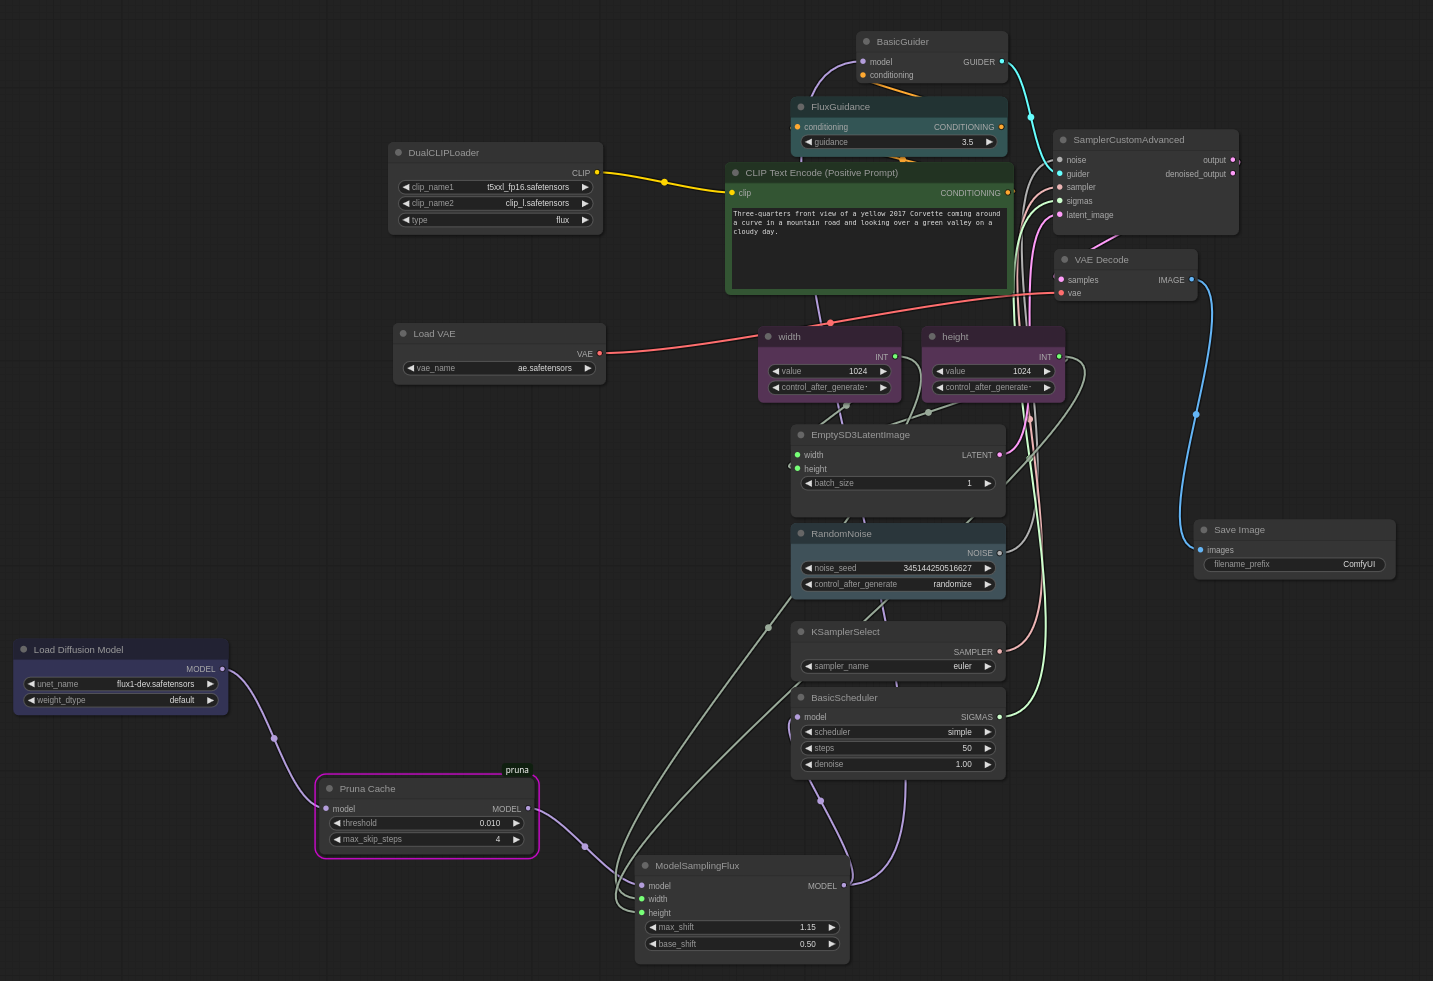 BasicGuider
model GUIDER
conditioning
FluxGuidance
conditioning CONDITIONING
guidance 3.5
SamplerCustomAdvanced
noise output
guider denoised_output
sampler
sigmas
latent_image
DualCLIPLoader
CLIP
clip_name1 t5xxl_fp16.safetensors
clip_name2 clip_l.safetensors
type flux
CLIP Text Encode (Positive Prompt)
clip CONDITIONING
Three-quarters front view of a yellow 2017 Corvette coming around
a curve in a mountain road and looking over a green valley on a
cloudy day.
VAE Decode
samples IMAGE
vae
Load VAE
VAE
vae_name ae.safetensors
width
INT
value 1024
control_after_generate
height
INT
value 1024
control_after_generate
EmptySD3LatentImage
width LATENT
height
batch_size 1
RandomNoise
NOISE
noise_seed 345144250516627
control_after_generate randomize
Save Image
images
filename_prefix ComfyUI
KSamplerSelect
SAMPLER
sampler_name euler
Load Diffusion Model
MODEL
unet_name flux1-dev.safetensors
weight_dtype default
BasicScheduler
model SIGMAS
scheduler simple
steps 50
denoise 1.00
pruna
Pruna Cache
model MODEL
threshold 0.010
max_skip_steps 4
ModelSamplingFlux
model MODEL
width
height
max_shift 1.15
base_shift 0.50